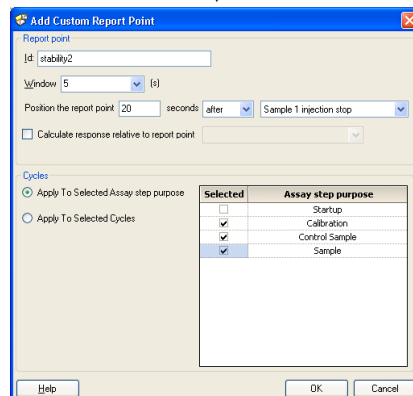 Add Custom Report Point
Report point
Id: stability2
Window 5 (s)
Position the report point 20 seconds after Sample 1 injection stop
Calculate response relative to report point
Cycles
Apply To Selected Assay step purpose
Apply To Selected Cycles
Selected Assay step purpose
Startup
Calibration
Control Sample
Sample
Help OK Cancel